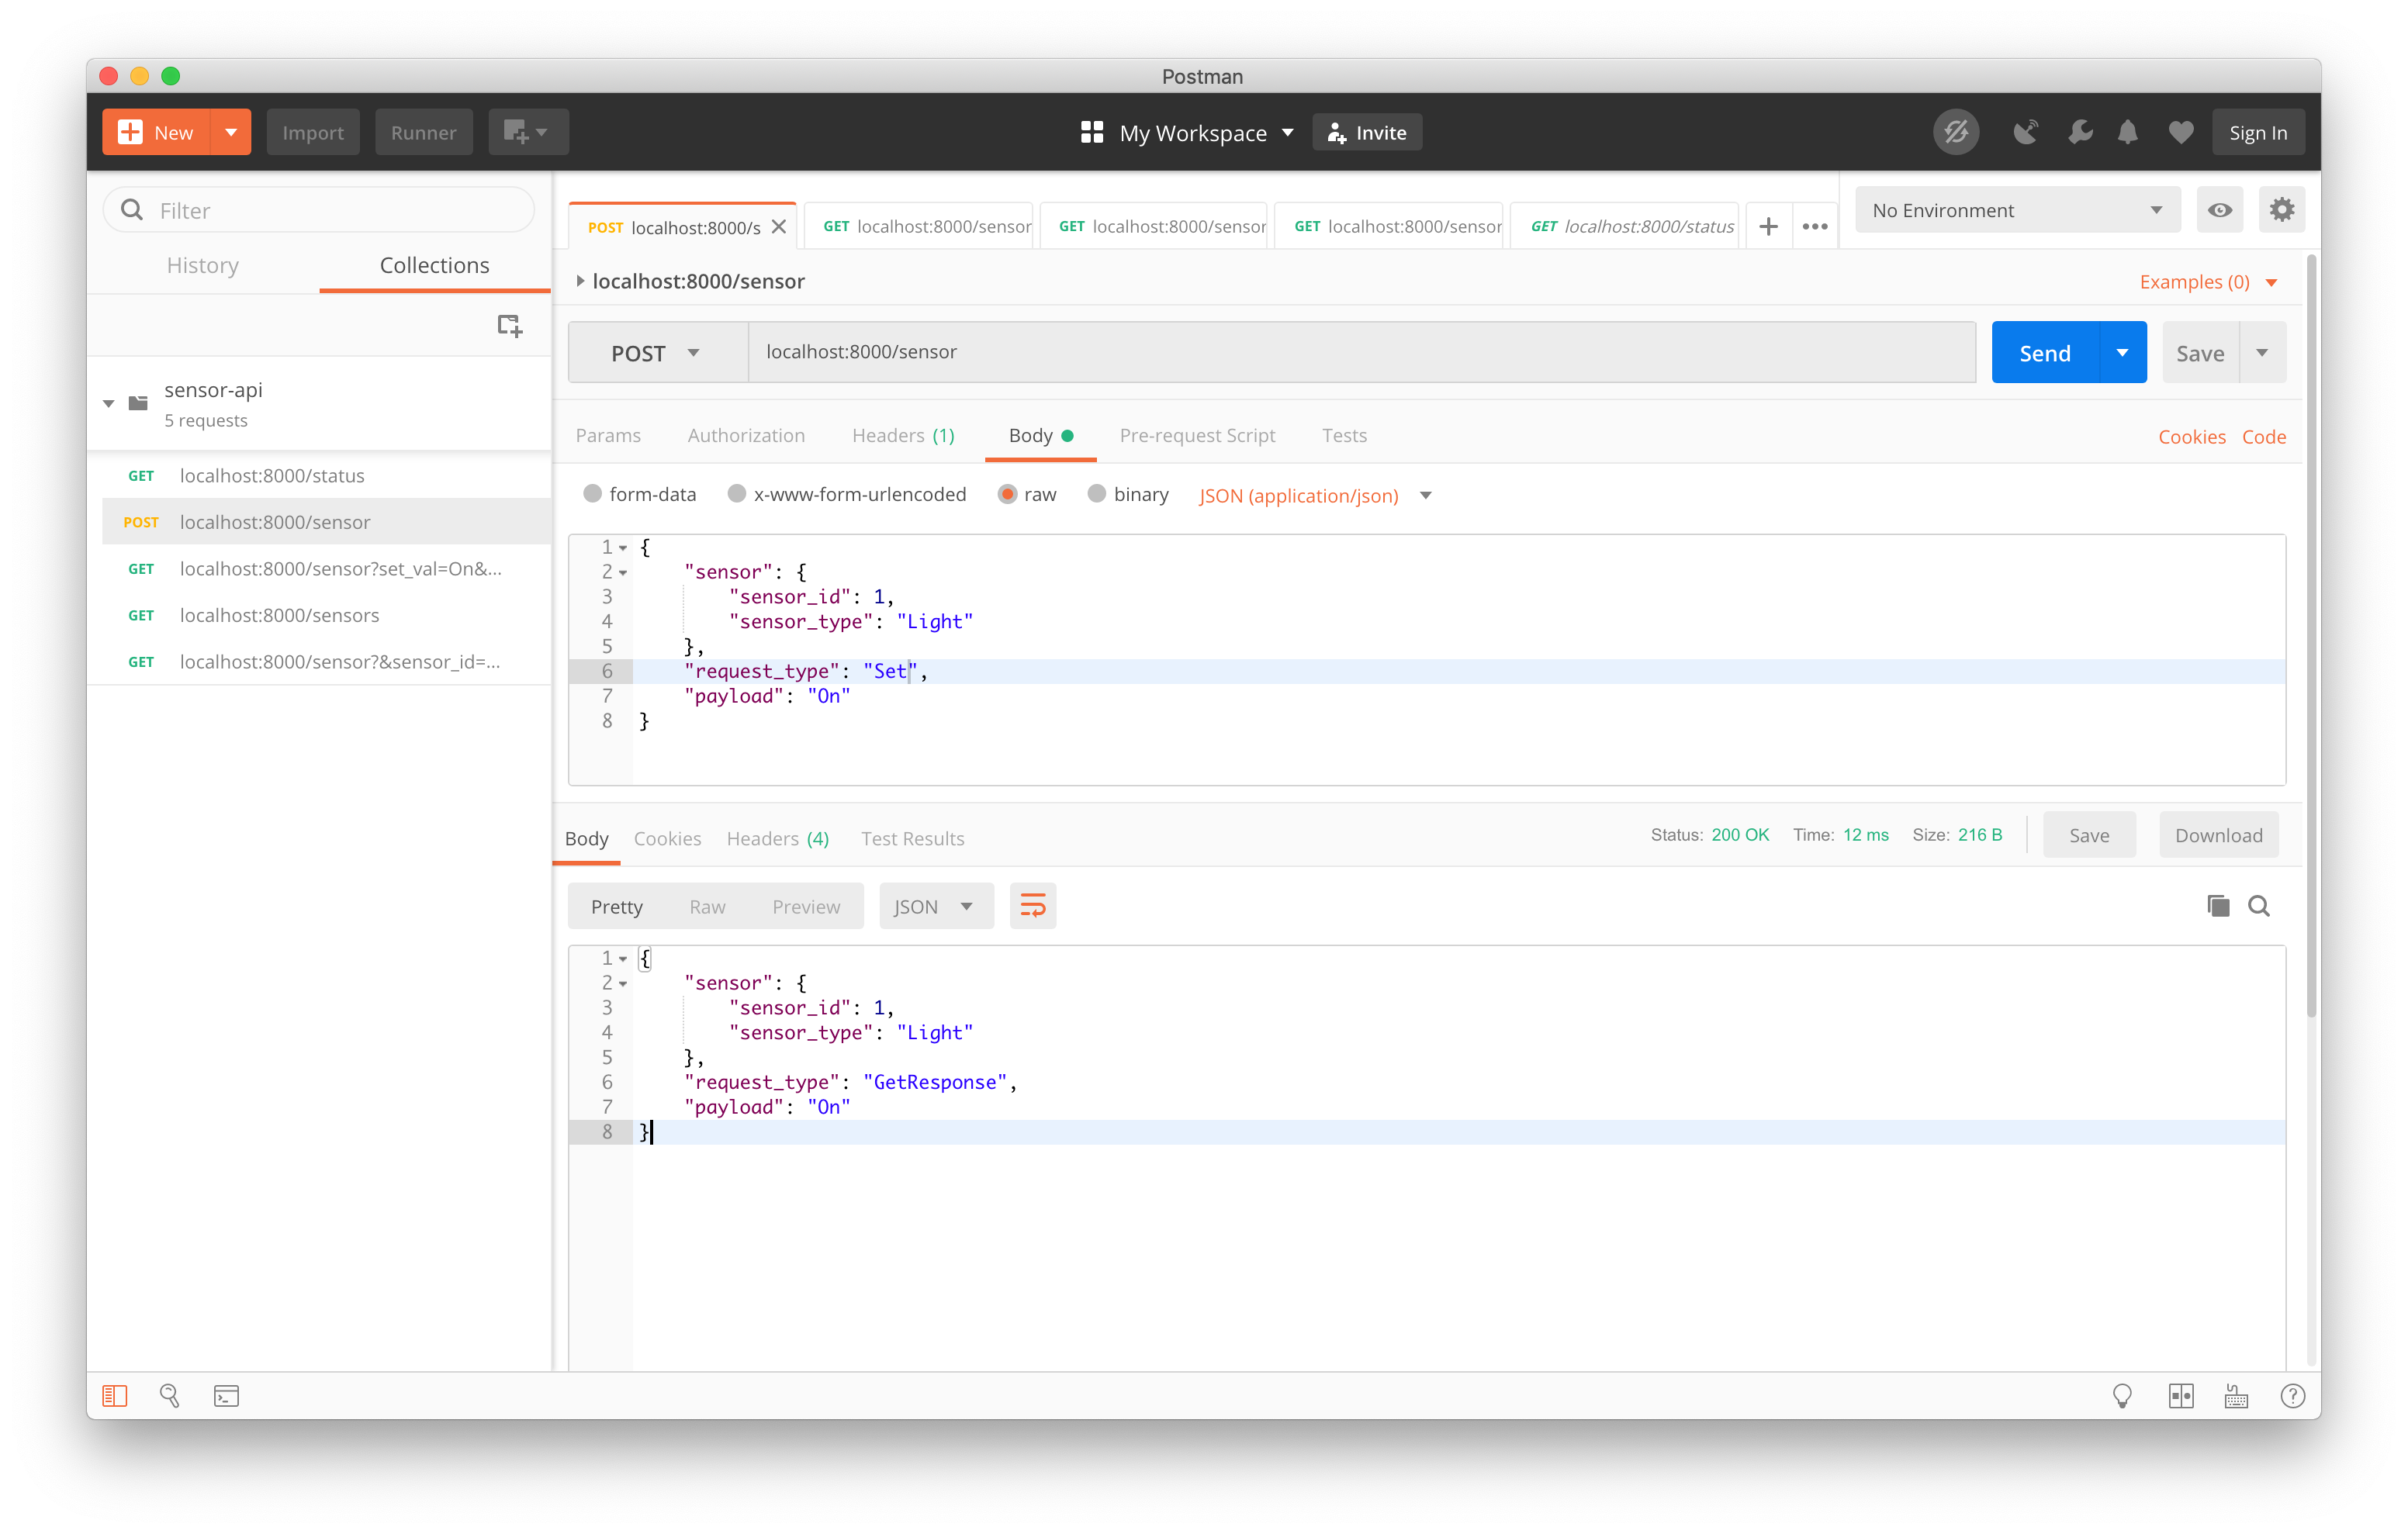 Postman
New Import Runner My Workspace Invite Sign In
Filter
History Collections
sensor-api
5 requests
GET localhost:8000/status
POST localhost:8000/sensor
GET localhost:8000/sensor?set_val=On&...
GET localhost:8000/sensors
GET localhost:8000/sensor?&sensor_id=...
POST localhost:8000/s GET localhost:8000/sensor GET localhost:8000/sensor GET localhost:8000/sensor GET localhost:8000/status
No Environment
localhost:8000/sensor
Examples (0)
POST localhost:8000/sensor Send Save
Params Authorization Headers (1) Body Pre-request Script Tests Cookies Code
form-data x-www-form-urlencoded raw binary JSON (application/json)
1 {
2 "sensor": {
3 "sensor_id": 1,
4 "sensor_type": "Light"
5 },
6 "request_type": "Set",
7 "payload": "On"
8 }
Body Cookies Headers (4) Test Results Status: 200 OK Time: 12 ms Size: 216 B Save Download
Pretty Raw Preview JSON
1 {
2 "sensor": {
3 "sensor_id": 1,
4 "sensor_type": "Light"
5 },
6 "request_type": "GetResponse",
7 "payload": "On"
8 }